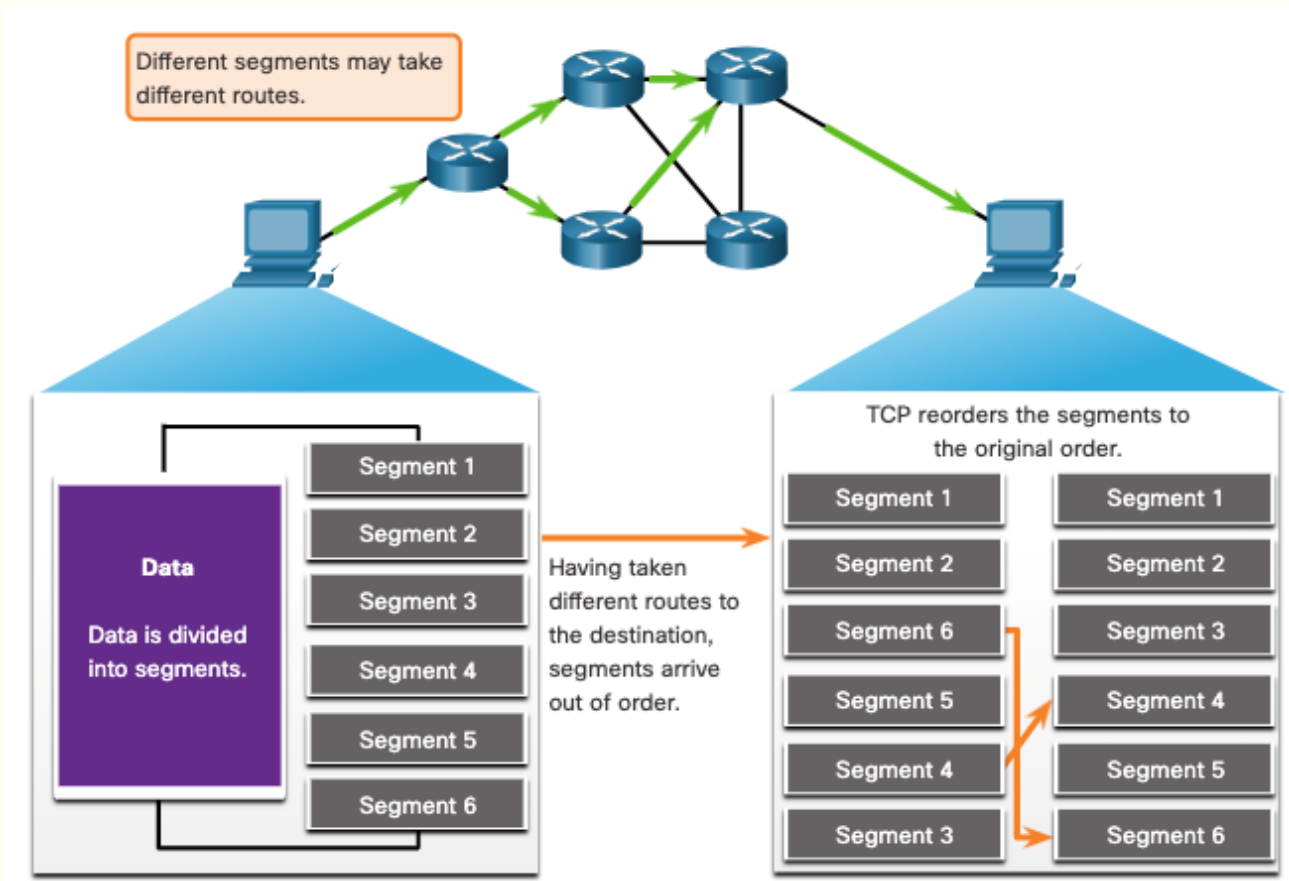 Different segments may take
different routes.
Data
Data is divided
into segments.
Segment 1
Segment 2
Segment 3
Segment 4
Segment 5
Segment 6
Having taken
different routes to
the destination,
segments arrive
out of order.
TCP reorders the segments to
the original order.
Segment 1
Segment 2
Segment 6
Segment 5
Segment 4
Segment 3
Segment 1
Segment 2
Segment 3
Segment 4
Segment 5
Segment 6